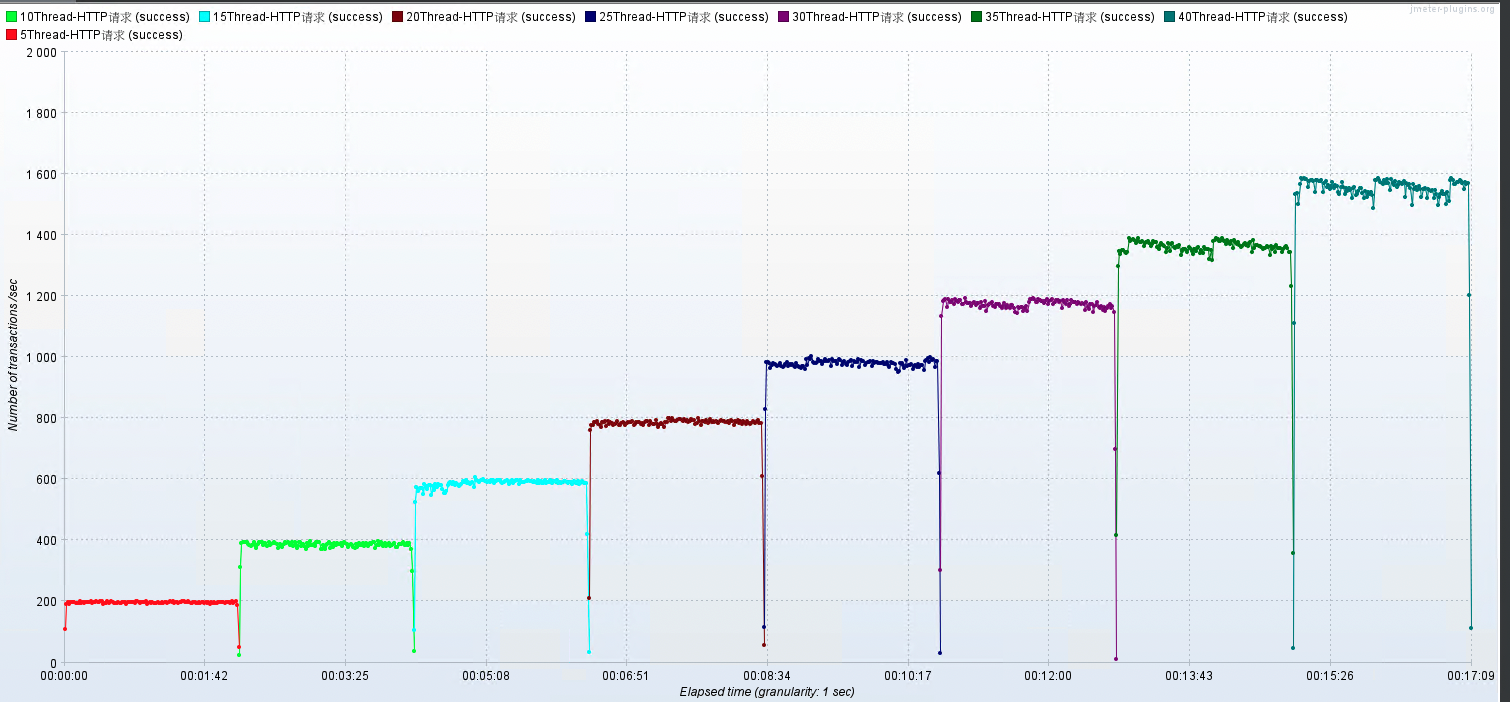 jmeter-plugins.org
10Thread-HTTP请求 (success) 15Thread-HTTP请求 (success) 20Thread-HTTP请求 (success) 25Thread-HTTP请求 (success) 30Thread-HTTP请求 (success) 35Thread-HTTP请求 (success) 40Thread-HTTP请求 (success)
5Thread-HTTP请求 (success)
2 000
1 800
1 600
1 400
1 200
1 000
800
600
400
200
0
Number of transactions /sec
00:00:00 00:01:42 00:03:25 00:05:08 00:06:51 00:08:34 00:10:17 00:12:00 00:13:43 00:15:26 00:17:09
Elapsed time (granularity: 1 sec)